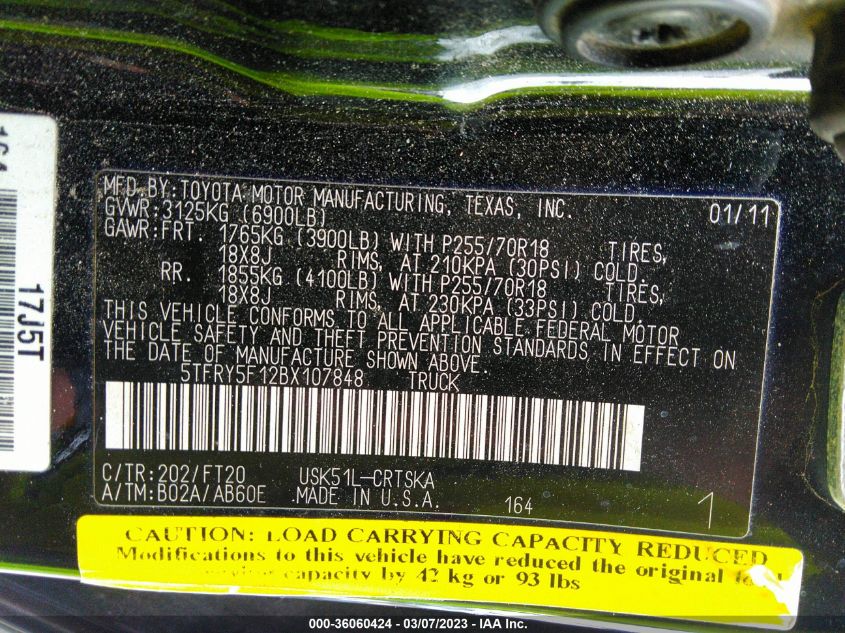 164
17J5T
MFD BY:TOYOTA MOTOR MANUFACTURING, TEXAS, INC. 01/11
GVWR:3125KG (6900LB)
GAWR:FRT. 1765KG (3900LB) WITH P255/70R18 TIRES,
18X8J RIMS, AT 210KPA (30PSI) COLD.
RR. 1855KG (4100LB) WITH P255/70R18 TIRES,
18X8J RIMS, AT 230KPA (33PSI) COLD.
THIS VEHICLE CONFORMS TO ALL APPLICABLE FEDERAL MOTOR
VEHICLE SAFETY AND THEFT PREVENTION STANDARDS IN EFFECT ON
THE DATE OF MANUFACTURE SHOWN ABOVE.
5TFRY5F12BX107848 TRUCK
C/TR:202/FT20 USK51L-CRTSKA
A/TM:B02A/AB60E MADE IN U.S.A. 164 1
CAUTION: LOAD CARRYING CAPACITY REDUCED
Modifications to this vehicle have reduced the original load
capacity by 42 kg or 93 lbs
000-36060424 - 03/07/2023 - IAA Inc.